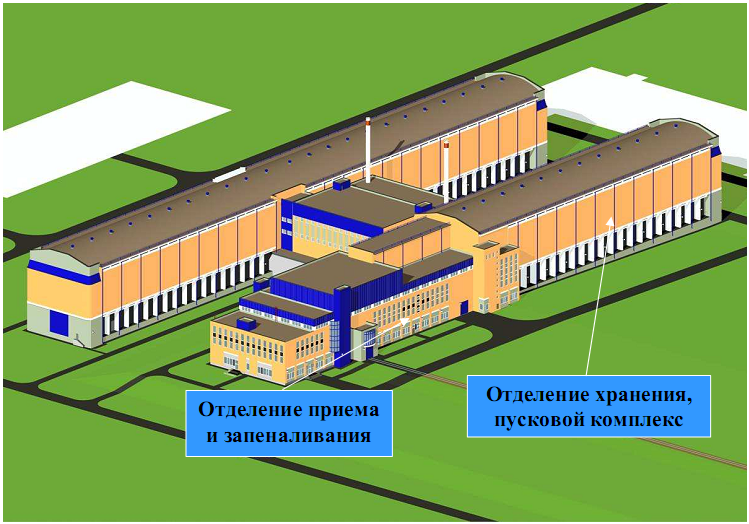 Отделение приема
и запеналивания
Отделение хранения,
пусковой комплекс